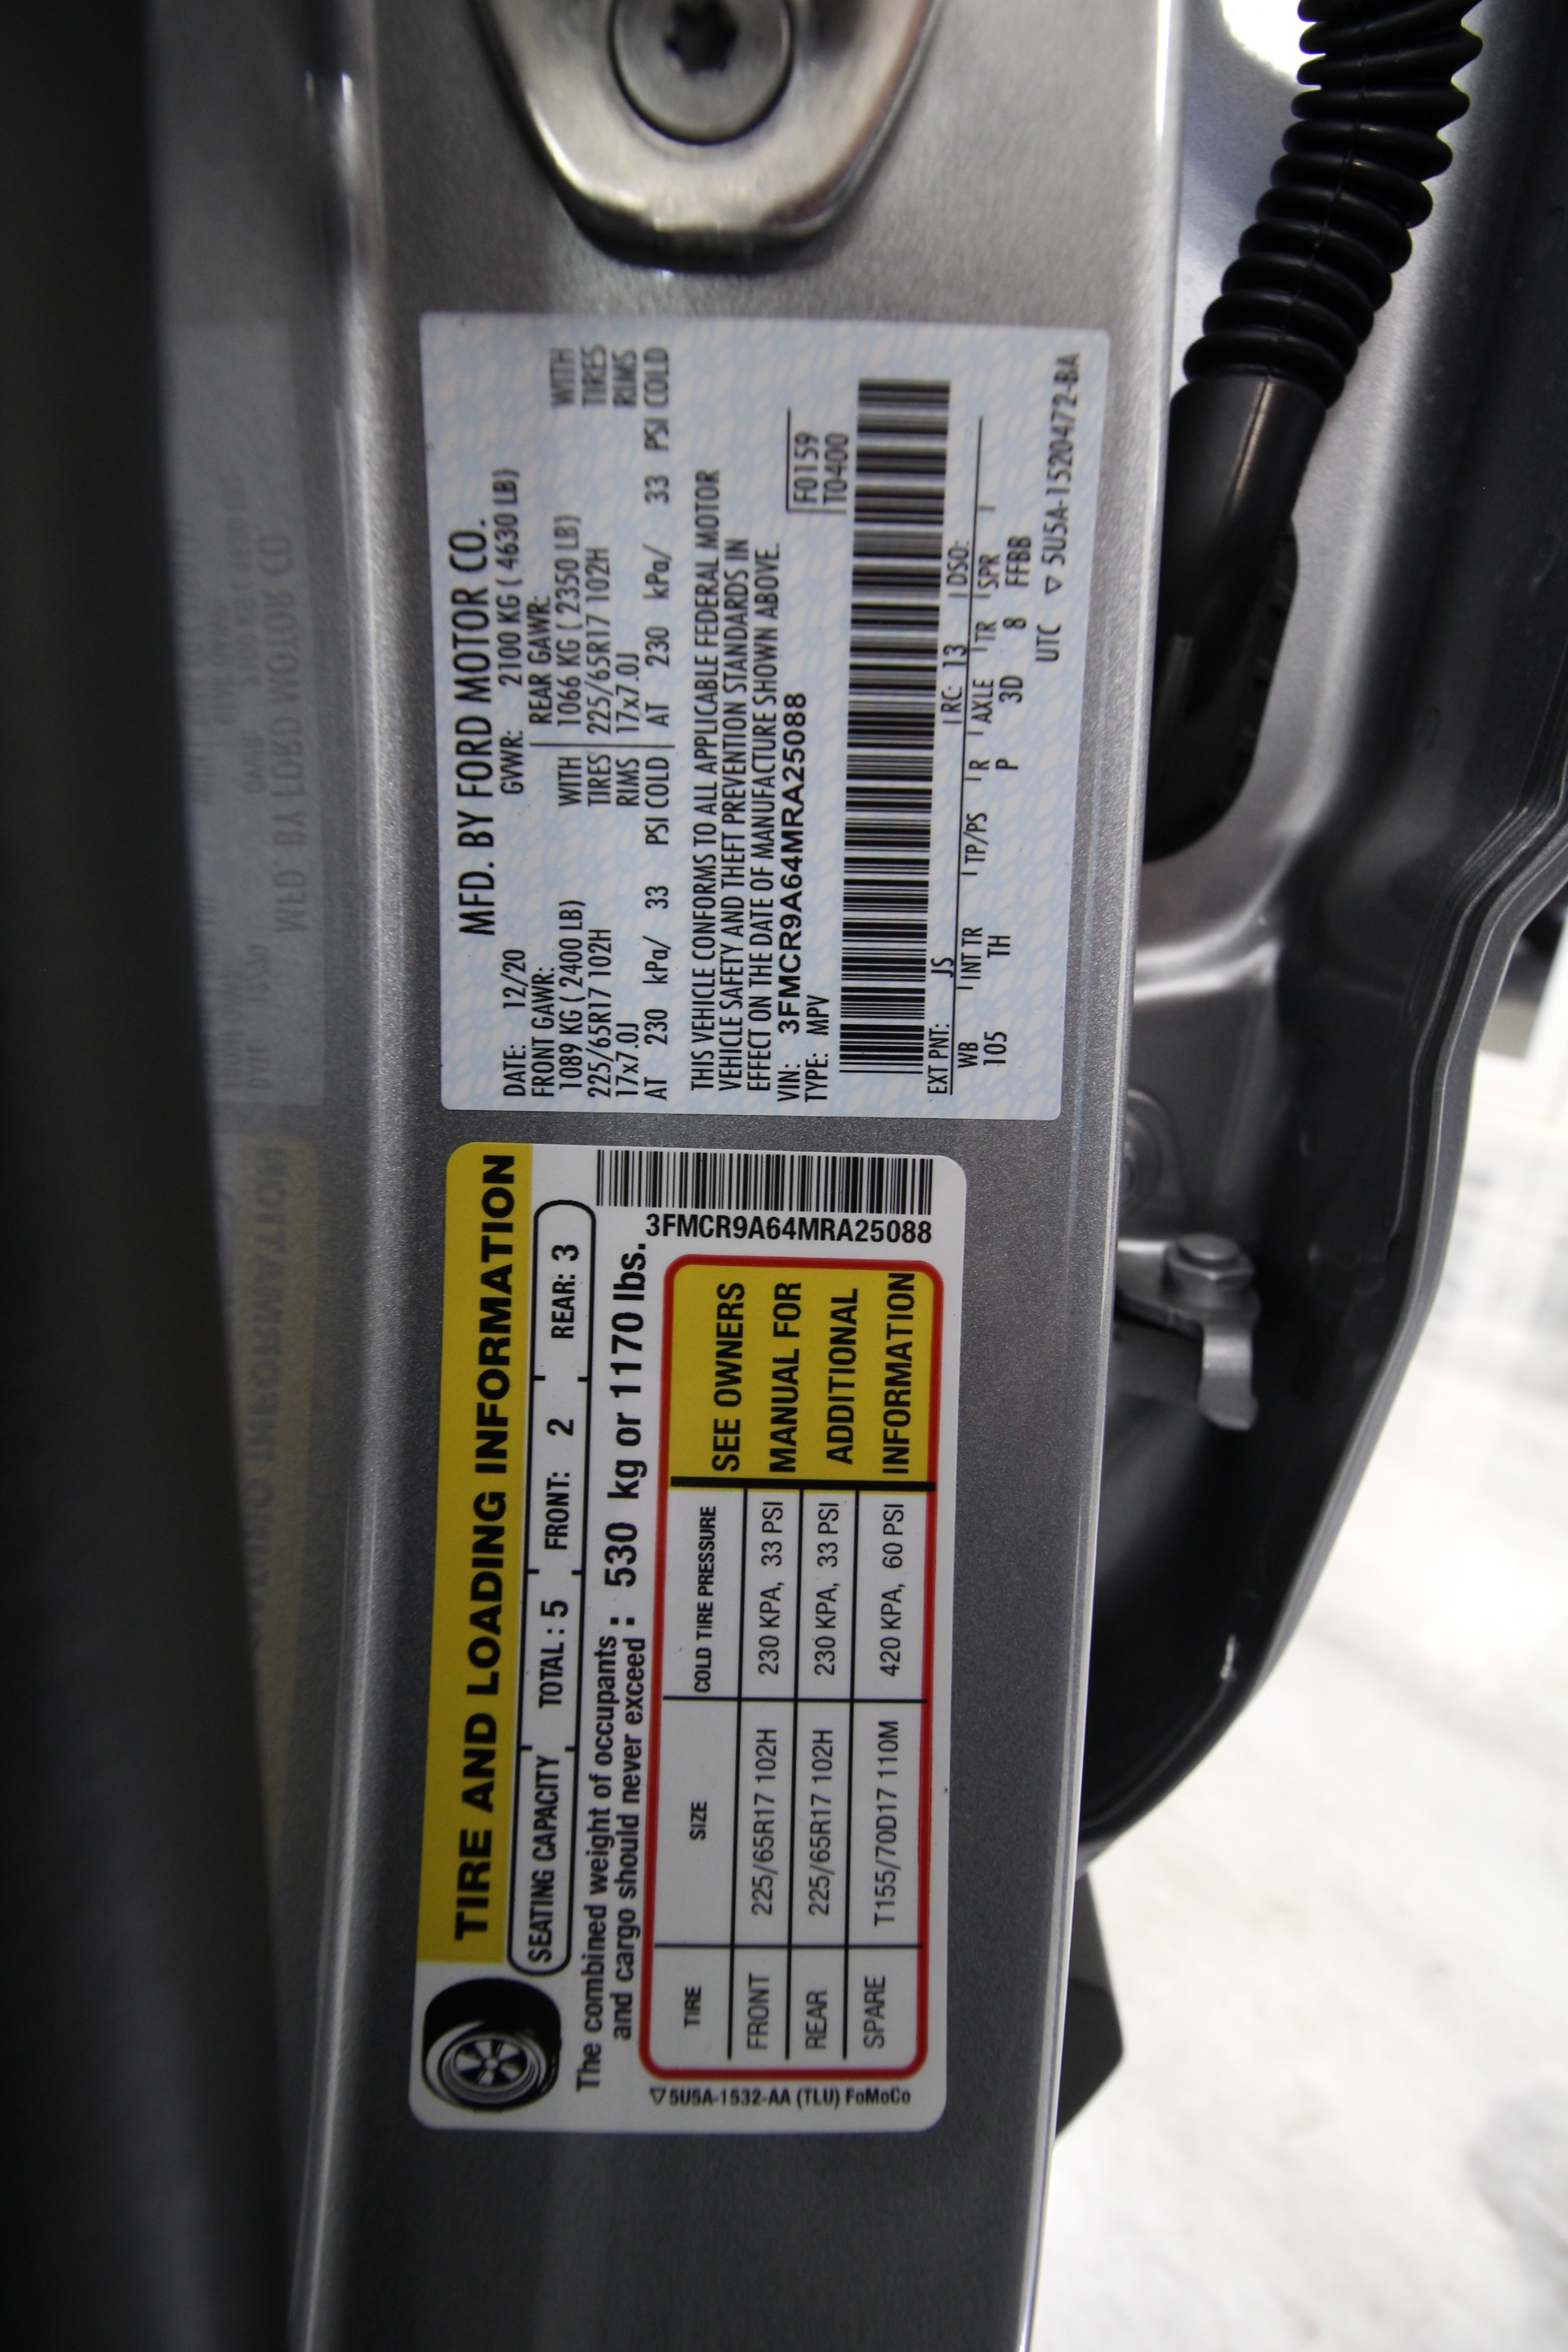 TIRE AND LOADING INFORMATION
SEATING CAPACITY TOTAL : 5 FRONT: 2 REAR: 3
The combined weight of occupants
and cargo should never exceed : 530 kg or 1170 lbs.
3FMCR9A64MRA25088
TIRE SIZE COLD TIRE PRESSURE
FRONT 225/65R17 102H 230 KPA, 33 PSI
REAR 225/65R17 102H 230 KPA, 33 PSI
SPARE T155/70D17 110M 420 KPA, 60 PSI
SEE OWNERS
MANUAL FOR
ADDITIONAL
INFORMATION
▽ 5U5A-1532-AA (TLU) FoMoCo
MFD. BY FORD MOTOR CO.
DATE: 12/20 GVWR: 2100 KG ( 4630 LB)
FRONT GAWR: REAR GAWR:
1089 KG ( 2400 LB) WITH 1066 KG ( 2350 LB) WITH
225/65R17 102H TIRES 225/65R17 102H TIRES
17x7.0J RIMS 17x7.0J RIMS
AT 230 kPa/ 33 PSI COLD AT 230 kPa/ 33 PSI COLD
THIS VEHICLE CONFORMS TO ALL APPLICABLE FEDERAL MOTOR
VEHICLE SAFETY AND THEFT PREVENTION STANDARDS IN
EFFECT ON THE DATE OF MANUFACTURE SHOWN ABOVE.
VIN: 3FMCR9A64MRA25088
TYPE: MPV
F0159
T0400
EXT PNT: JS RC: 13 DSO:
WB INT TR TP/PS R AXLE TR SPR
105 TH P 3D 8 FFBB
UTC ▽ 5U5A-1520472-BA